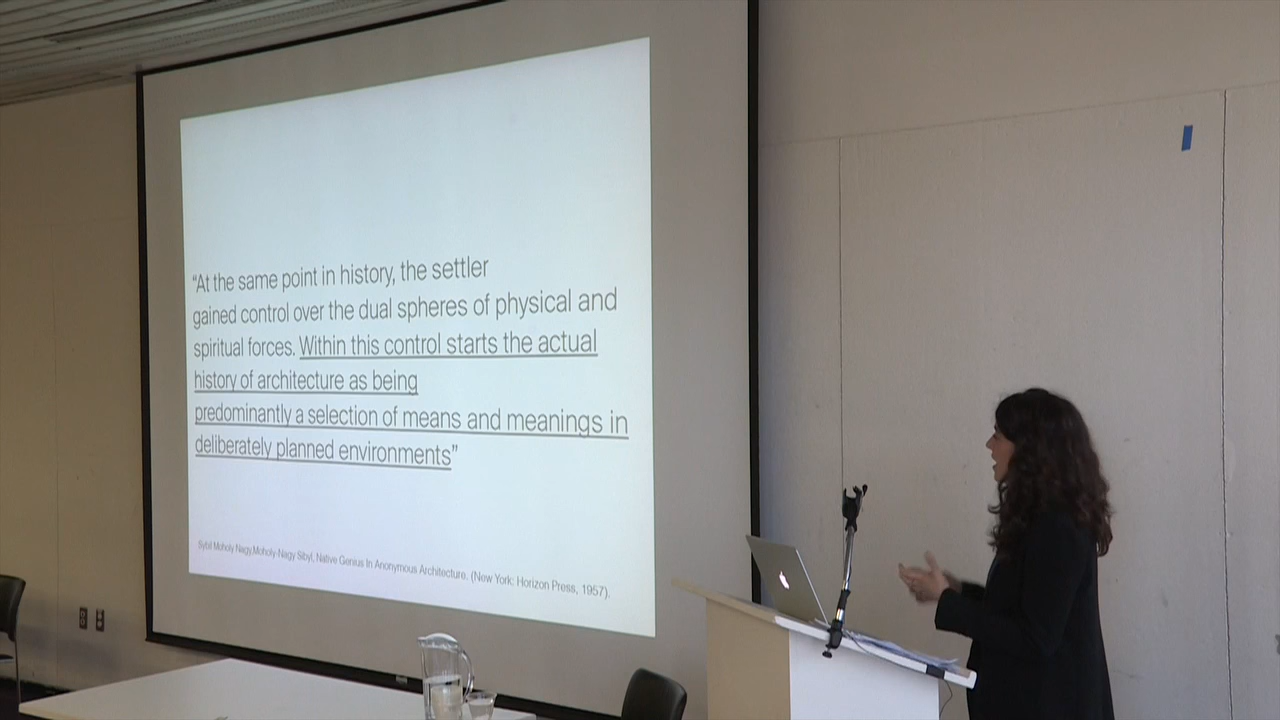 “At the same point in history, the settler
gained control over the dual spheres of physical and
spiritual forces. Within this control starts the actual
history of architecture as being
predominantly a selection of means and meanings in
deliberately planned environments”
Sybil Moholy Nagy,Moholy-Nagy Sibyl, Native Genius In Anonymous Architecture. (New York: Horizon Press, 1957).